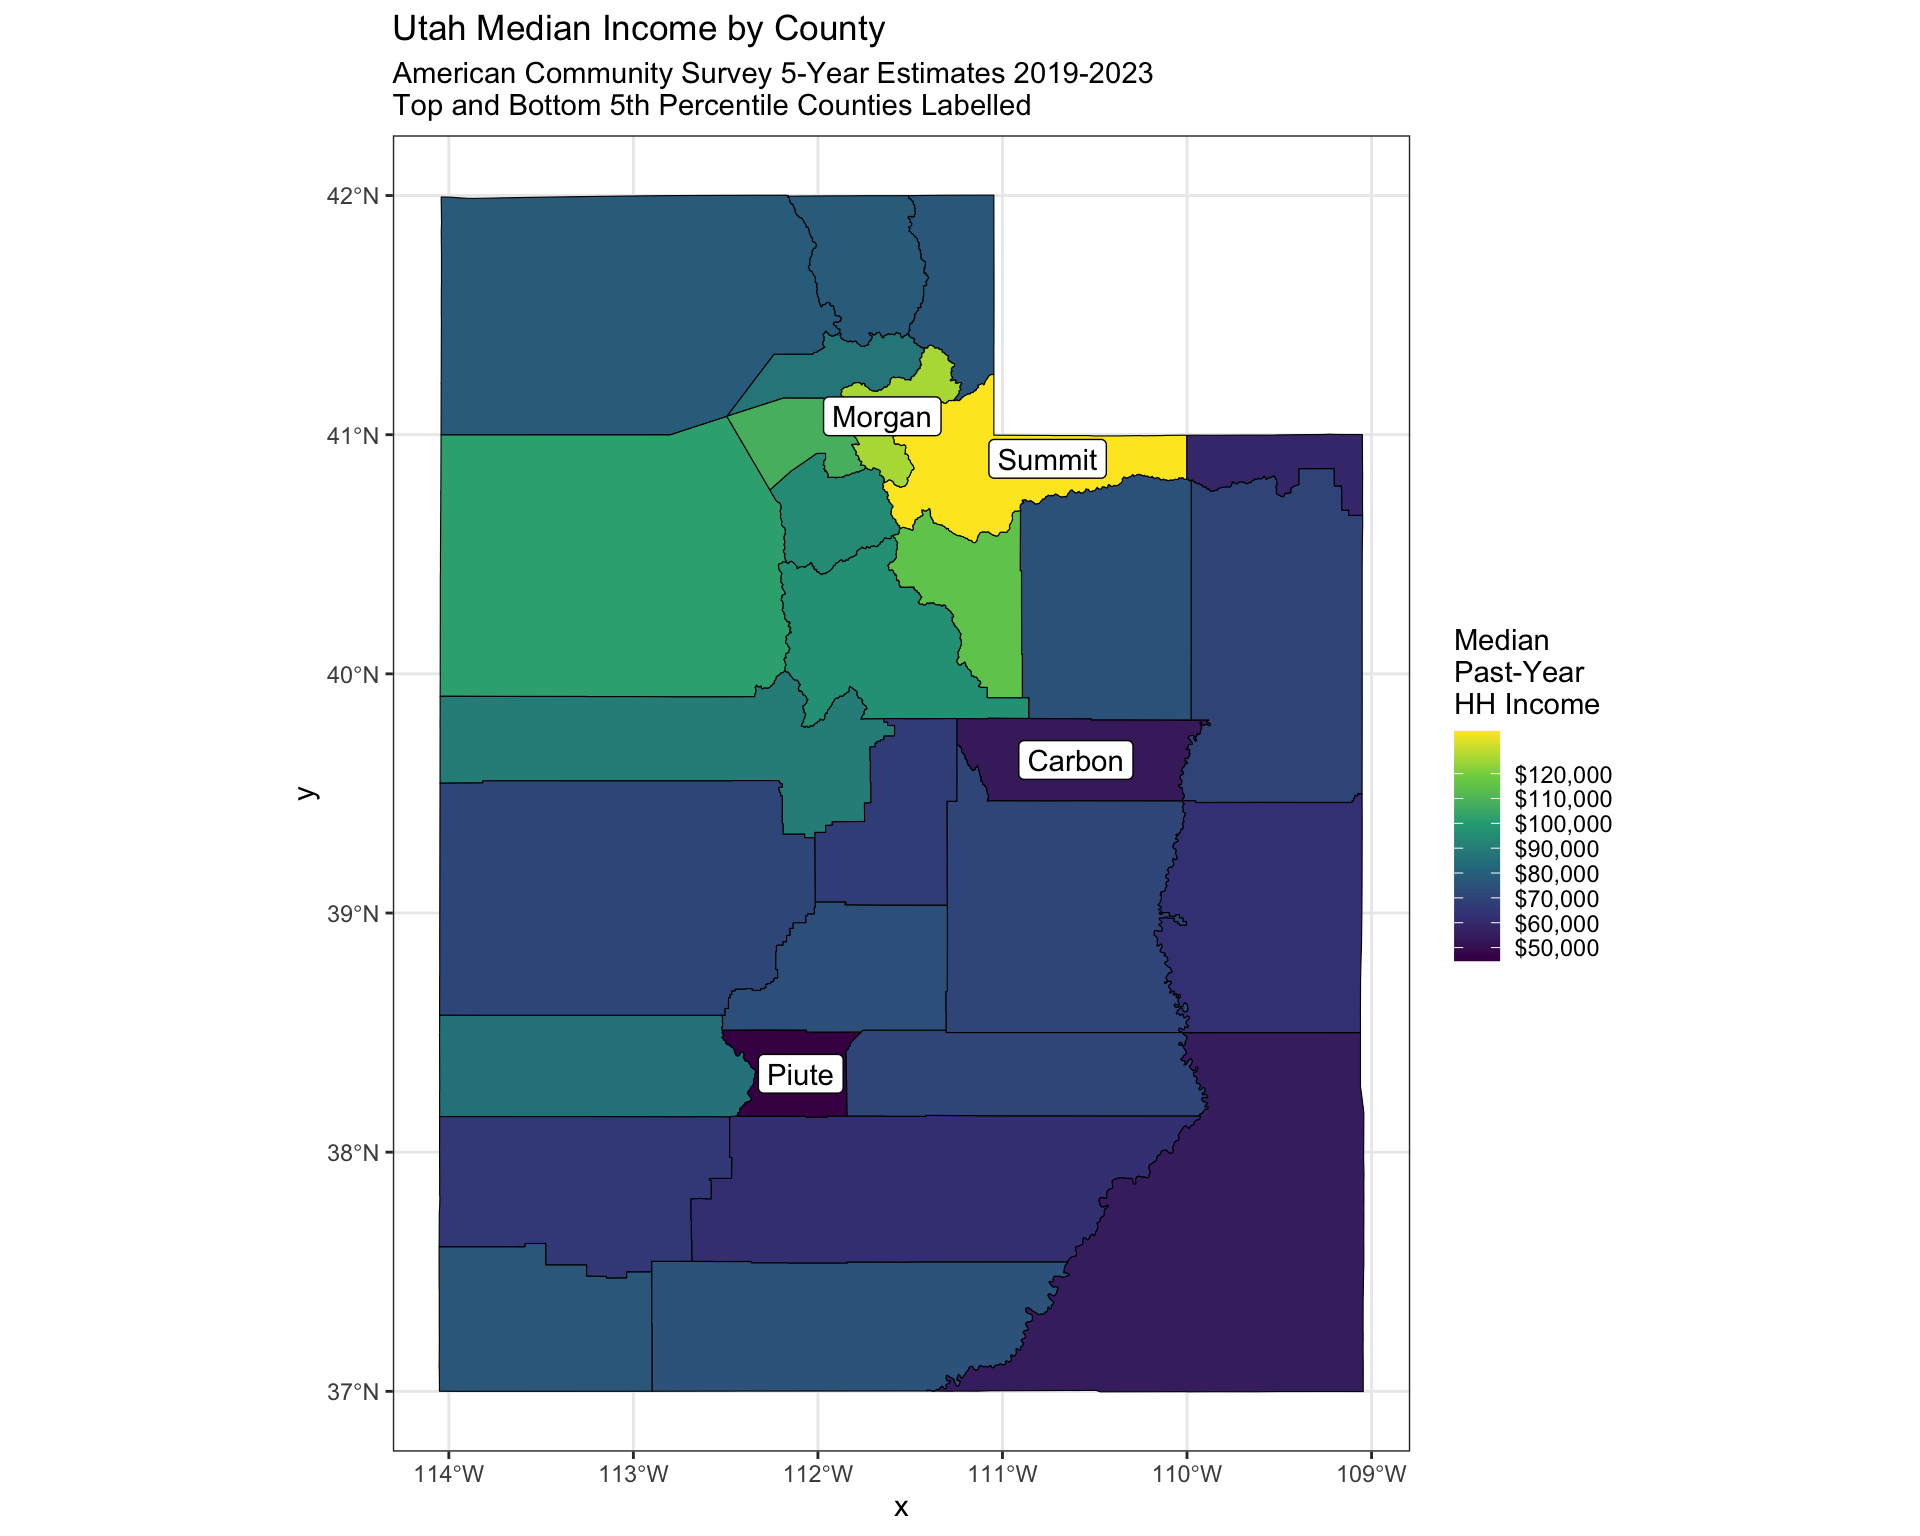 Utah Median Income by County
American Community Survey 5-Year Estimates 2019-2023
Top and Bottom 5th Percentile Counties Labelled
42°N
41°N
40°N
39°N
38°N
37°N
y
Morgan
Summit
Carbon
Piute
114°W
113°W
112°W
111°W
110°W
109°W
x
Median
Past-Year
HH Income
$120,000
$110,000
$100,000
$90,000
$80,000
$70,000
$60,000
$50,000